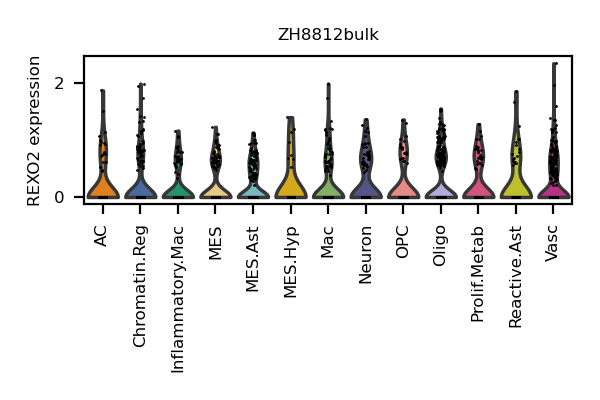 ZH8812bulk
REXO2 expression
2
0
AC
Chromatin.Reg
Inflammatory.Mac
MES
MES.Ast
MES.Hyp
Mac
Neuron
OPC
Oligo
Prolif.Metab
Reactive.Ast
Vasc